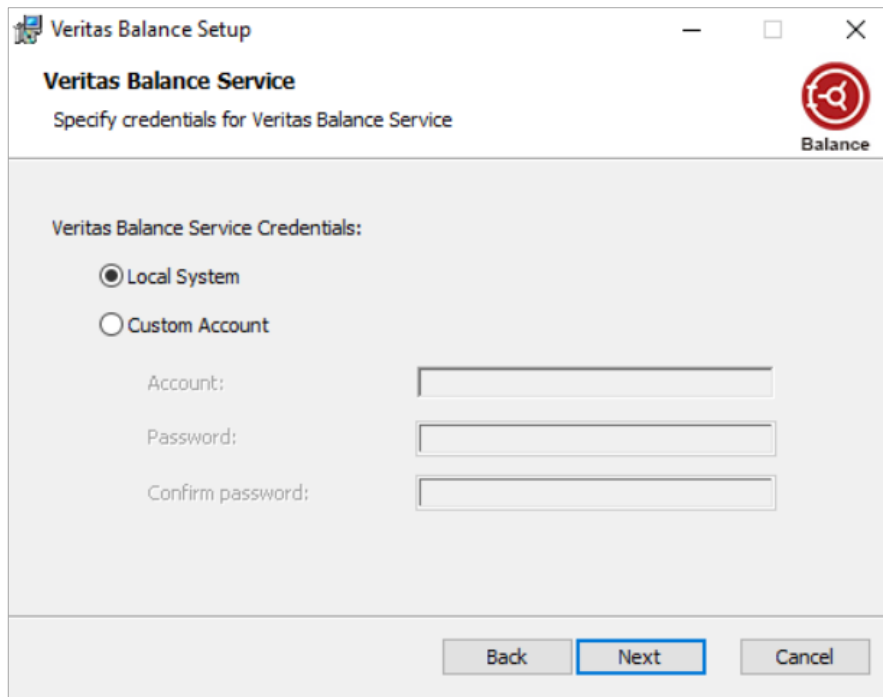 Veritas Balance Setup
Veritas Balance Service
Specify credentials for Veritas Balance Service
Balance
Veritas Balance Service Credentials:
Local System
Custom Account
Account:
Password:
Confirm password:
Back Next Cancel